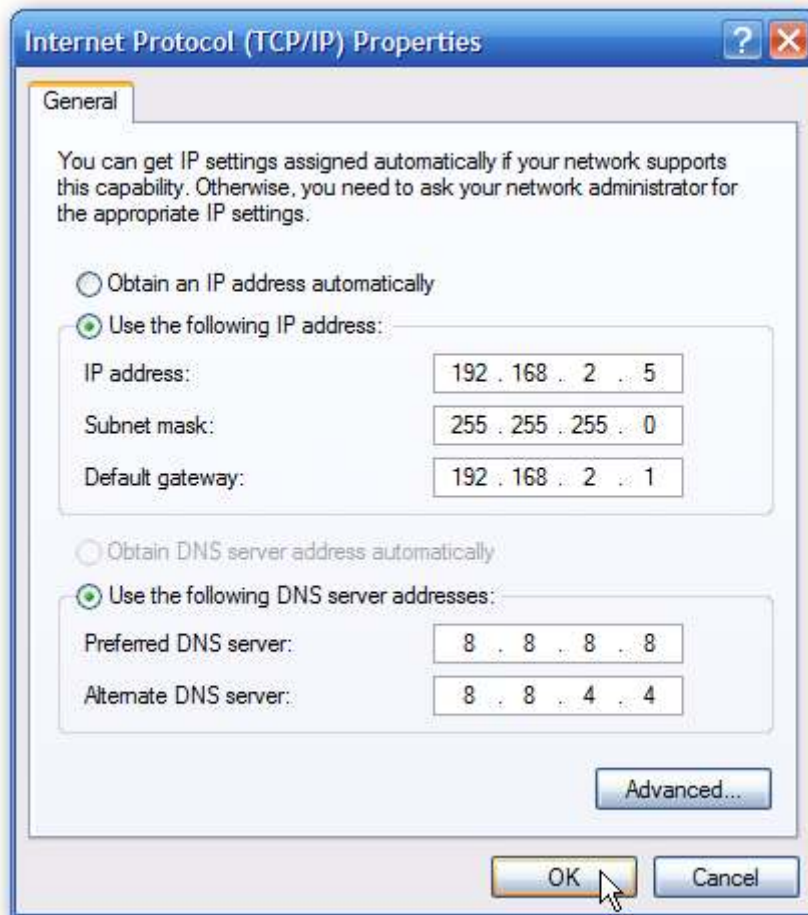 Internet Protocol (TCP/IP) Properties
General
You can get IP settings assigned automatically if your network supports
this capability. Otherwise, you need to ask your network administrator for
the appropriate IP settings.
Obtain an IP address automatically
Use the following IP address:
IP address: 192 . 168 . 2 . 5
Subnet mask: 255 . 255 . 255 . 0
Default gateway: 192 . 168 . 2 . 1
Obtain DNS server address automatically
Use the following DNS server addresses:
Preferred DNS server: 8 . 8 . 8 . 8
Alternate DNS server: 8 . 8 . 4 . 4
Advanced...
OK Cancel